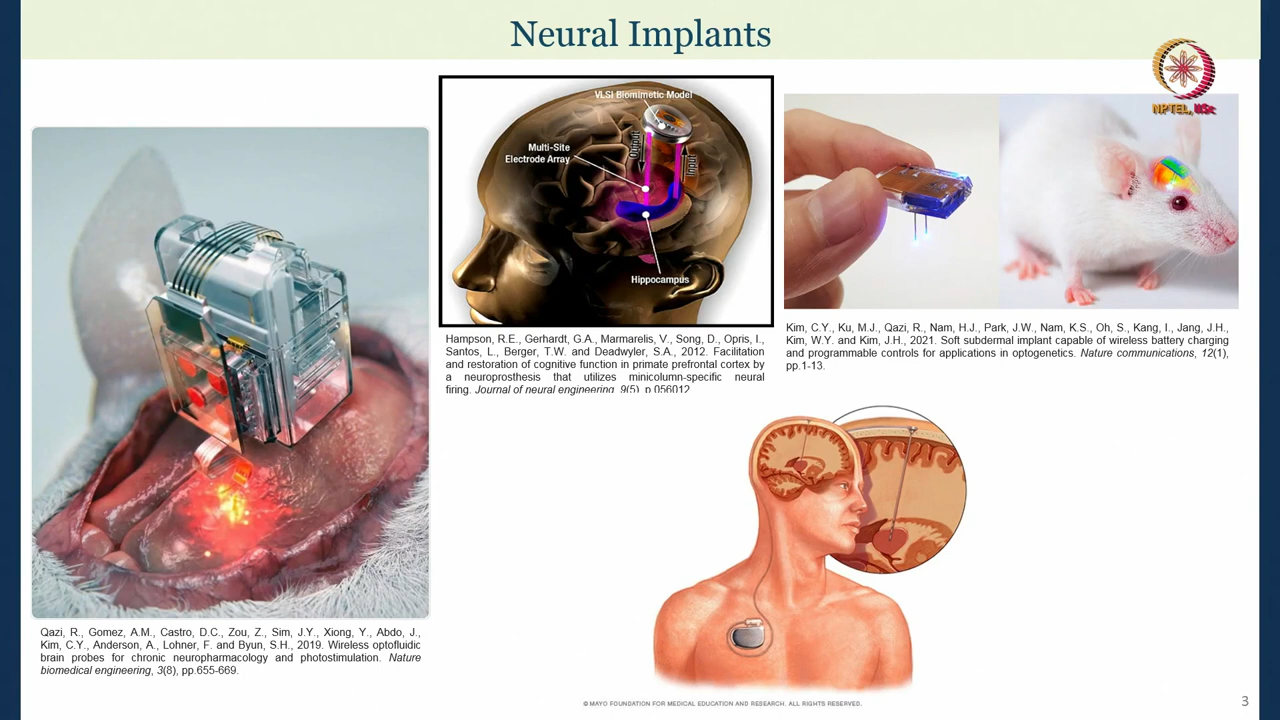 Neural Implants
NPTEL, IISc
VLSI Biomimetic Model
Multi-Site
Electrode Array
Output
Input
Hippocampus
Hampson, R.E., Gerhardt, G.A., Marmarelis, V., Song, D., Opris, I.,
Santos, L., Berger, T.W. and Deadwyler, S.A., 2012. Facilitation
and restoration of cognitive function in primate prefrontal cortex by
a neuroprosthesis that utilizes minicolumn-specific neural
firing. Journal of neural engineering, 9(5), p.056012.
Kim, C.Y., Ku, M.J., Qazi, R., Nam, H.J., Park, J.W., Nam, K.S., Oh, S., Kang, I., Jang, J.H.,
Kim, W.Y. and Kim, J.H., 2021. Soft subdermal implant capable of wireless battery charging
and programmable controls for applications in optogenetics. Nature communications, 12(1),
pp.1-13.
Qazi, R., Gomez, A.M., Castro, D.C., Zou, Z., Sim, J.Y., Xiong, Y., Abdo, J.,
Kim, C.Y., Anderson, A., Lohner, F. and Byun, S.H., 2019. Wireless optofluidic
brain probes for chronic neuropharmacology and photostimulation. Nature
biomedical engineering, 3(8), pp.655-669.
© MAYO FOUNDATION FOR MEDICAL EDUCATION AND RESEARCH. ALL RIGHTS RESERVED.
3